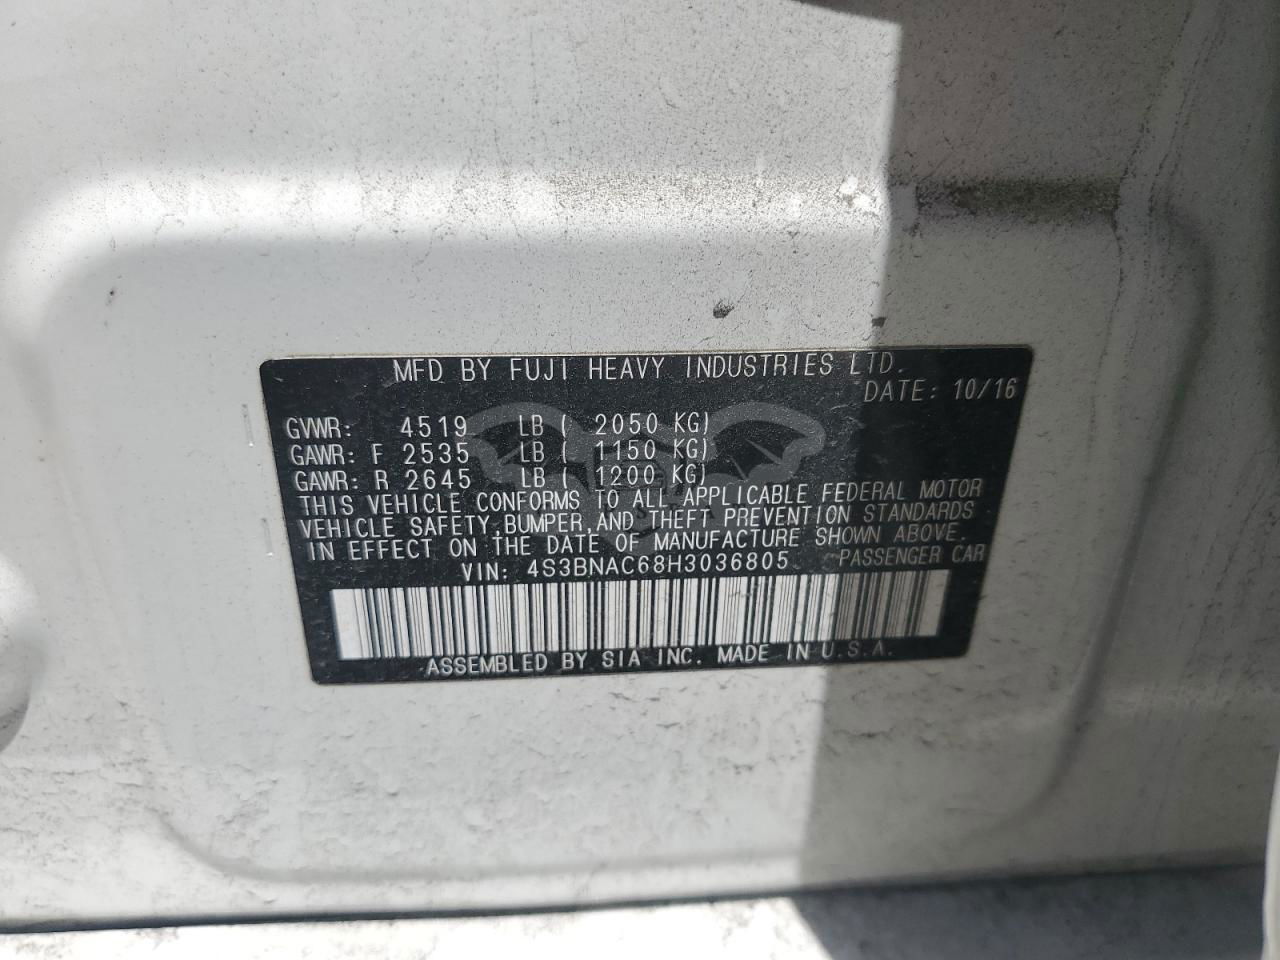 MFD BY FUJI HEAVY INDUSTRIES LTD.
DATE: 10/16
GVWR: 4519 LB ( 2050 KG)
GAWR: F 2535 LB ( 1150 KG)
GAWR: R 2645 LB ( 1200 KG)
THIS VEHICLE CONFORMS TO ALL APPLICABLE FEDERAL MOTOR
VEHICLE SAFETY,BUMPER,AND THEFT PREVENTION STANDARDS
IN EFFECT ON THE DATE OF MANUFACTURE SHOWN ABOVE.
VIN: 4S3BNAC68H3036805 PASSENGER CAR
ASSEMBLED BY SIA INC. MADE IN U.S.A.